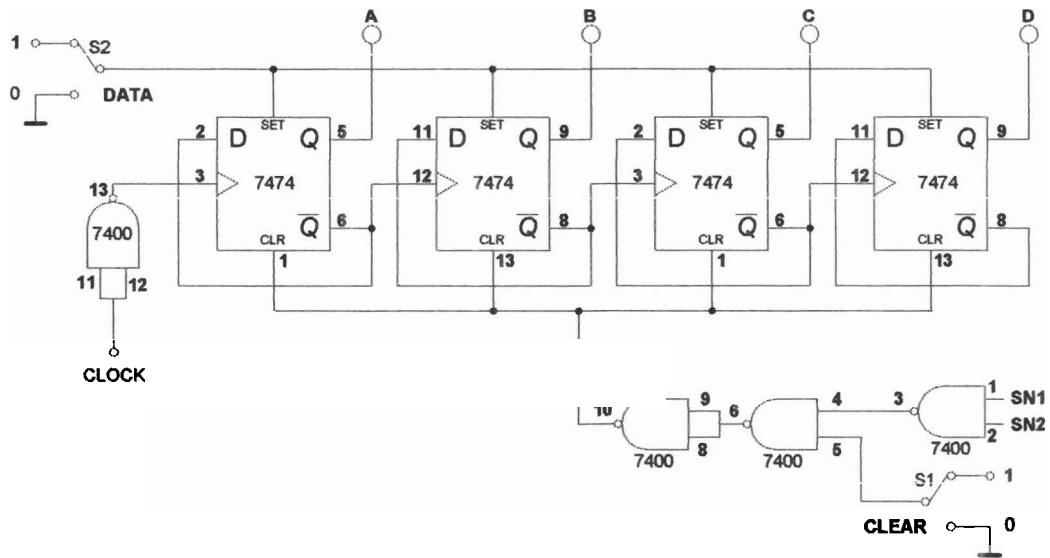 A B C D
1 S2
0 DATA
SET SET SET SET
2 D Q 5 11 D Q 9 2 D Q 5 11 D Q 9
3 7474 12 7474 3 7474 12 7474
13
7400
Q 6 Q 8 Q 6 Q 8
CLR CLR CLR CLR
1 13 1 13
11 12
CLOCK
10 9 6 4 3 1 SN1
2 SN2
8 5
7400 7400 7400
S1 1
CLEAR 0